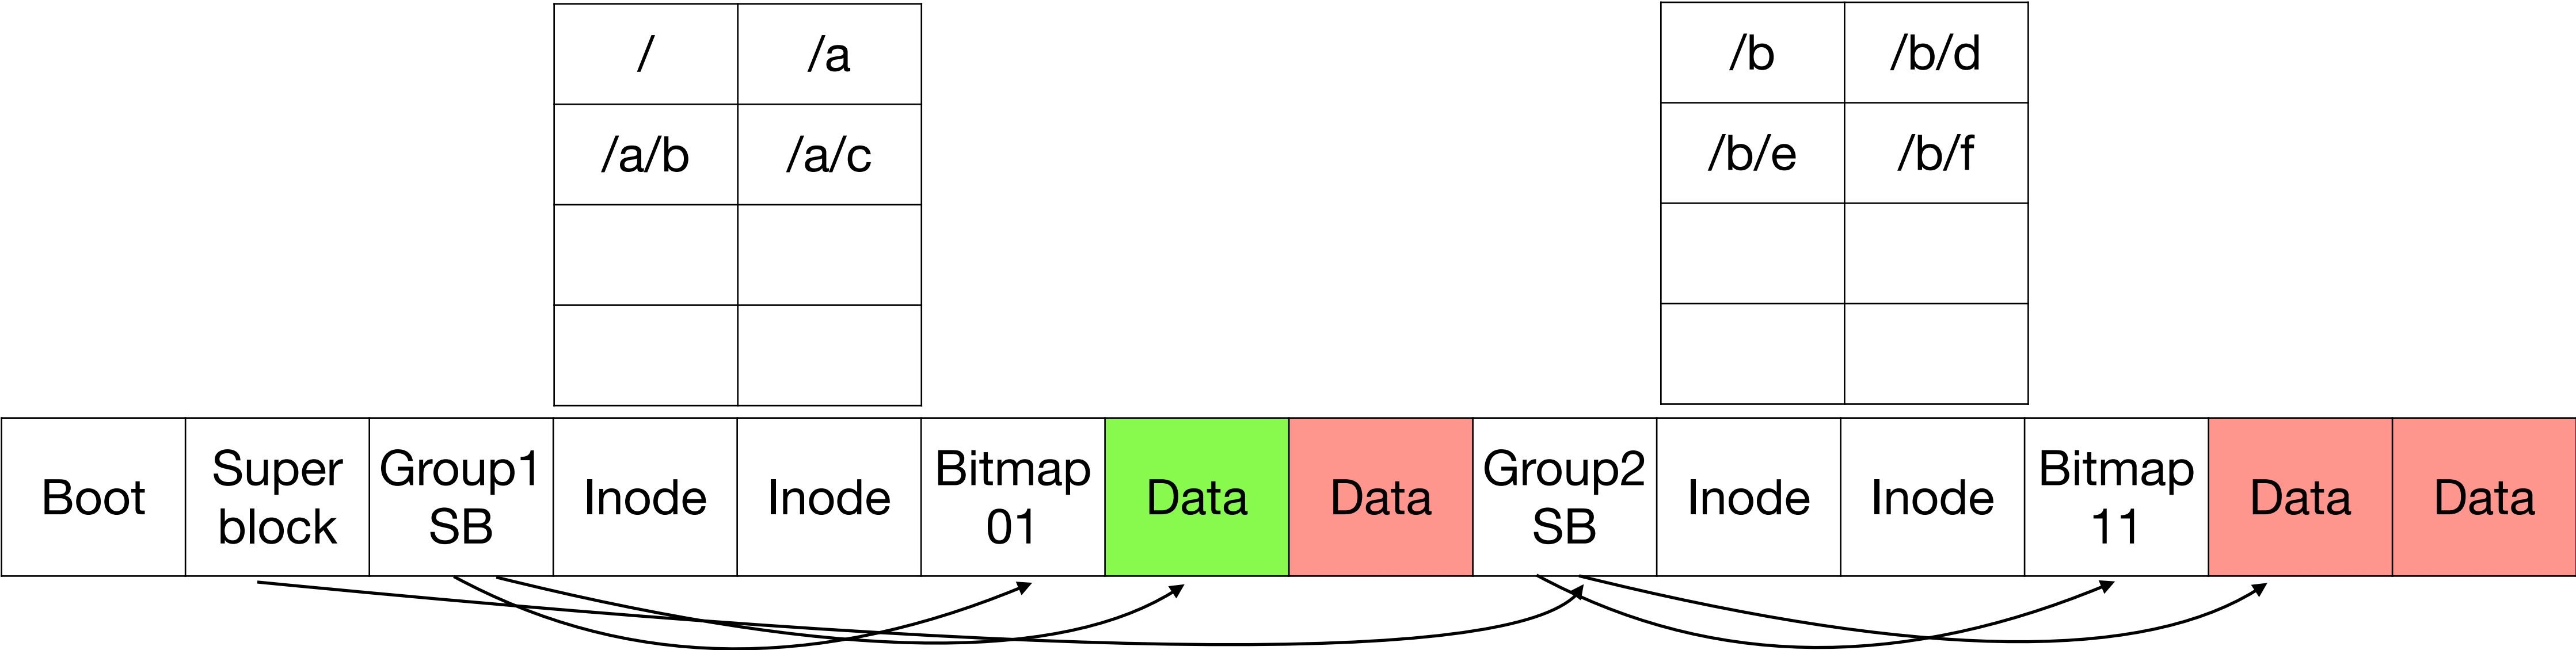 / /a
/a/b /a/c
/b /b/d
/b/e /b/f
Boot
Super
block
Group1
SB
Inode
Inode
Bitmap
01
Data
Data
Group2
SB
Inode
Inode
Bitmap
11
Data
Data